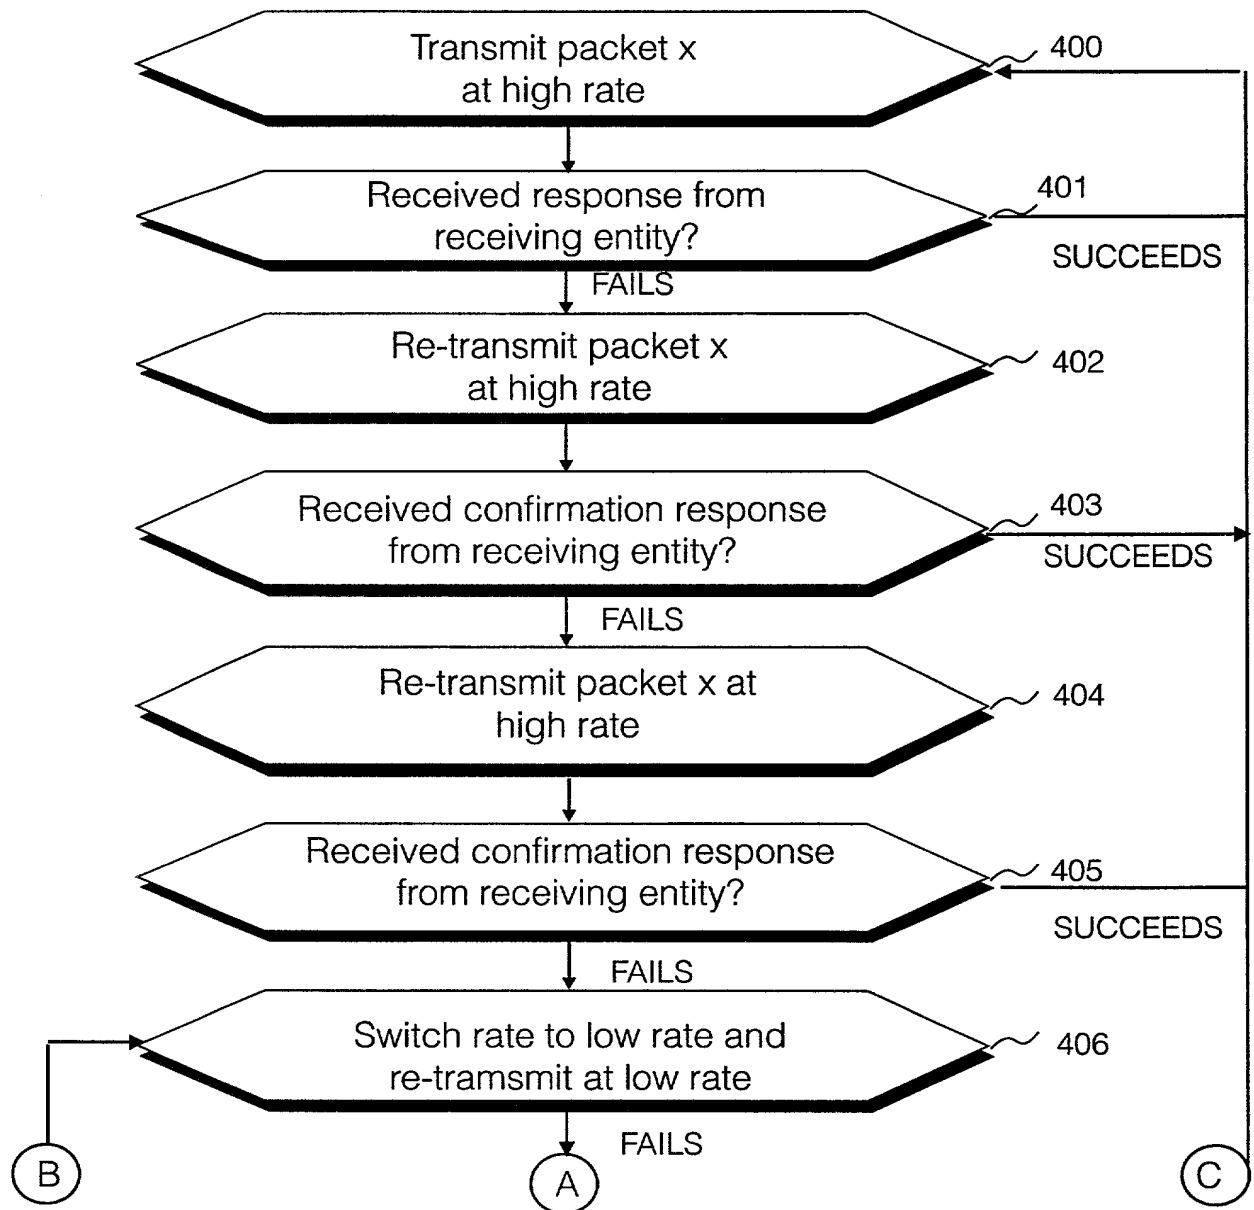 Transmit packet x
at high rate
400
Received response from
receiving entity?
401
SUCCEEDS
FAILS
Re-transmit packet x
at high rate
402
Received confirmation response
from receiving entity?
403
SUCCEEDS
FAILS
Re-transmit packet x at
high rate
404
Received confirmation response
from receiving entity?
405
SUCCEEDS
FAILS
Switch rate to low rate and
re-tramsmit at low rate
406
FAILS
B
A
C